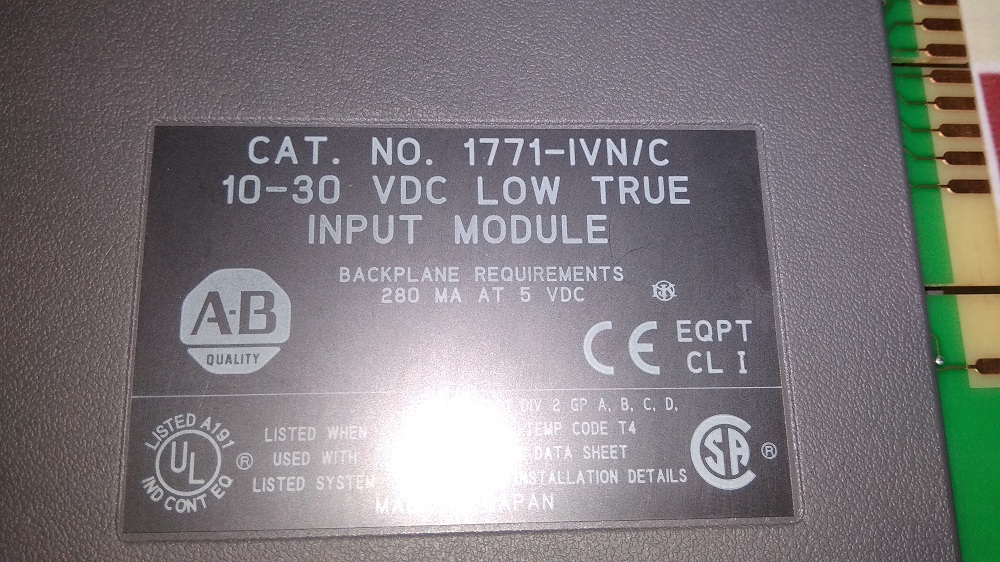 CAT. NO. 1771-IVN/C
10-30 VDC LOW TRUE
INPUT MODULE
BACKPLANE REQUIREMENTS
280 MA AT 5 VDC
A-B
QUALITY
CE EQPT
CL I
LISTED A191
UL
IND CONT EQ
®
LISTED WHEN
USED WITH
LISTED SYSTEM
DIV 2 GP A, B, C, D,
TEMP CODE T4
DATA SHEET
INSTALLATION DETAILS
SA ®
JAPAN